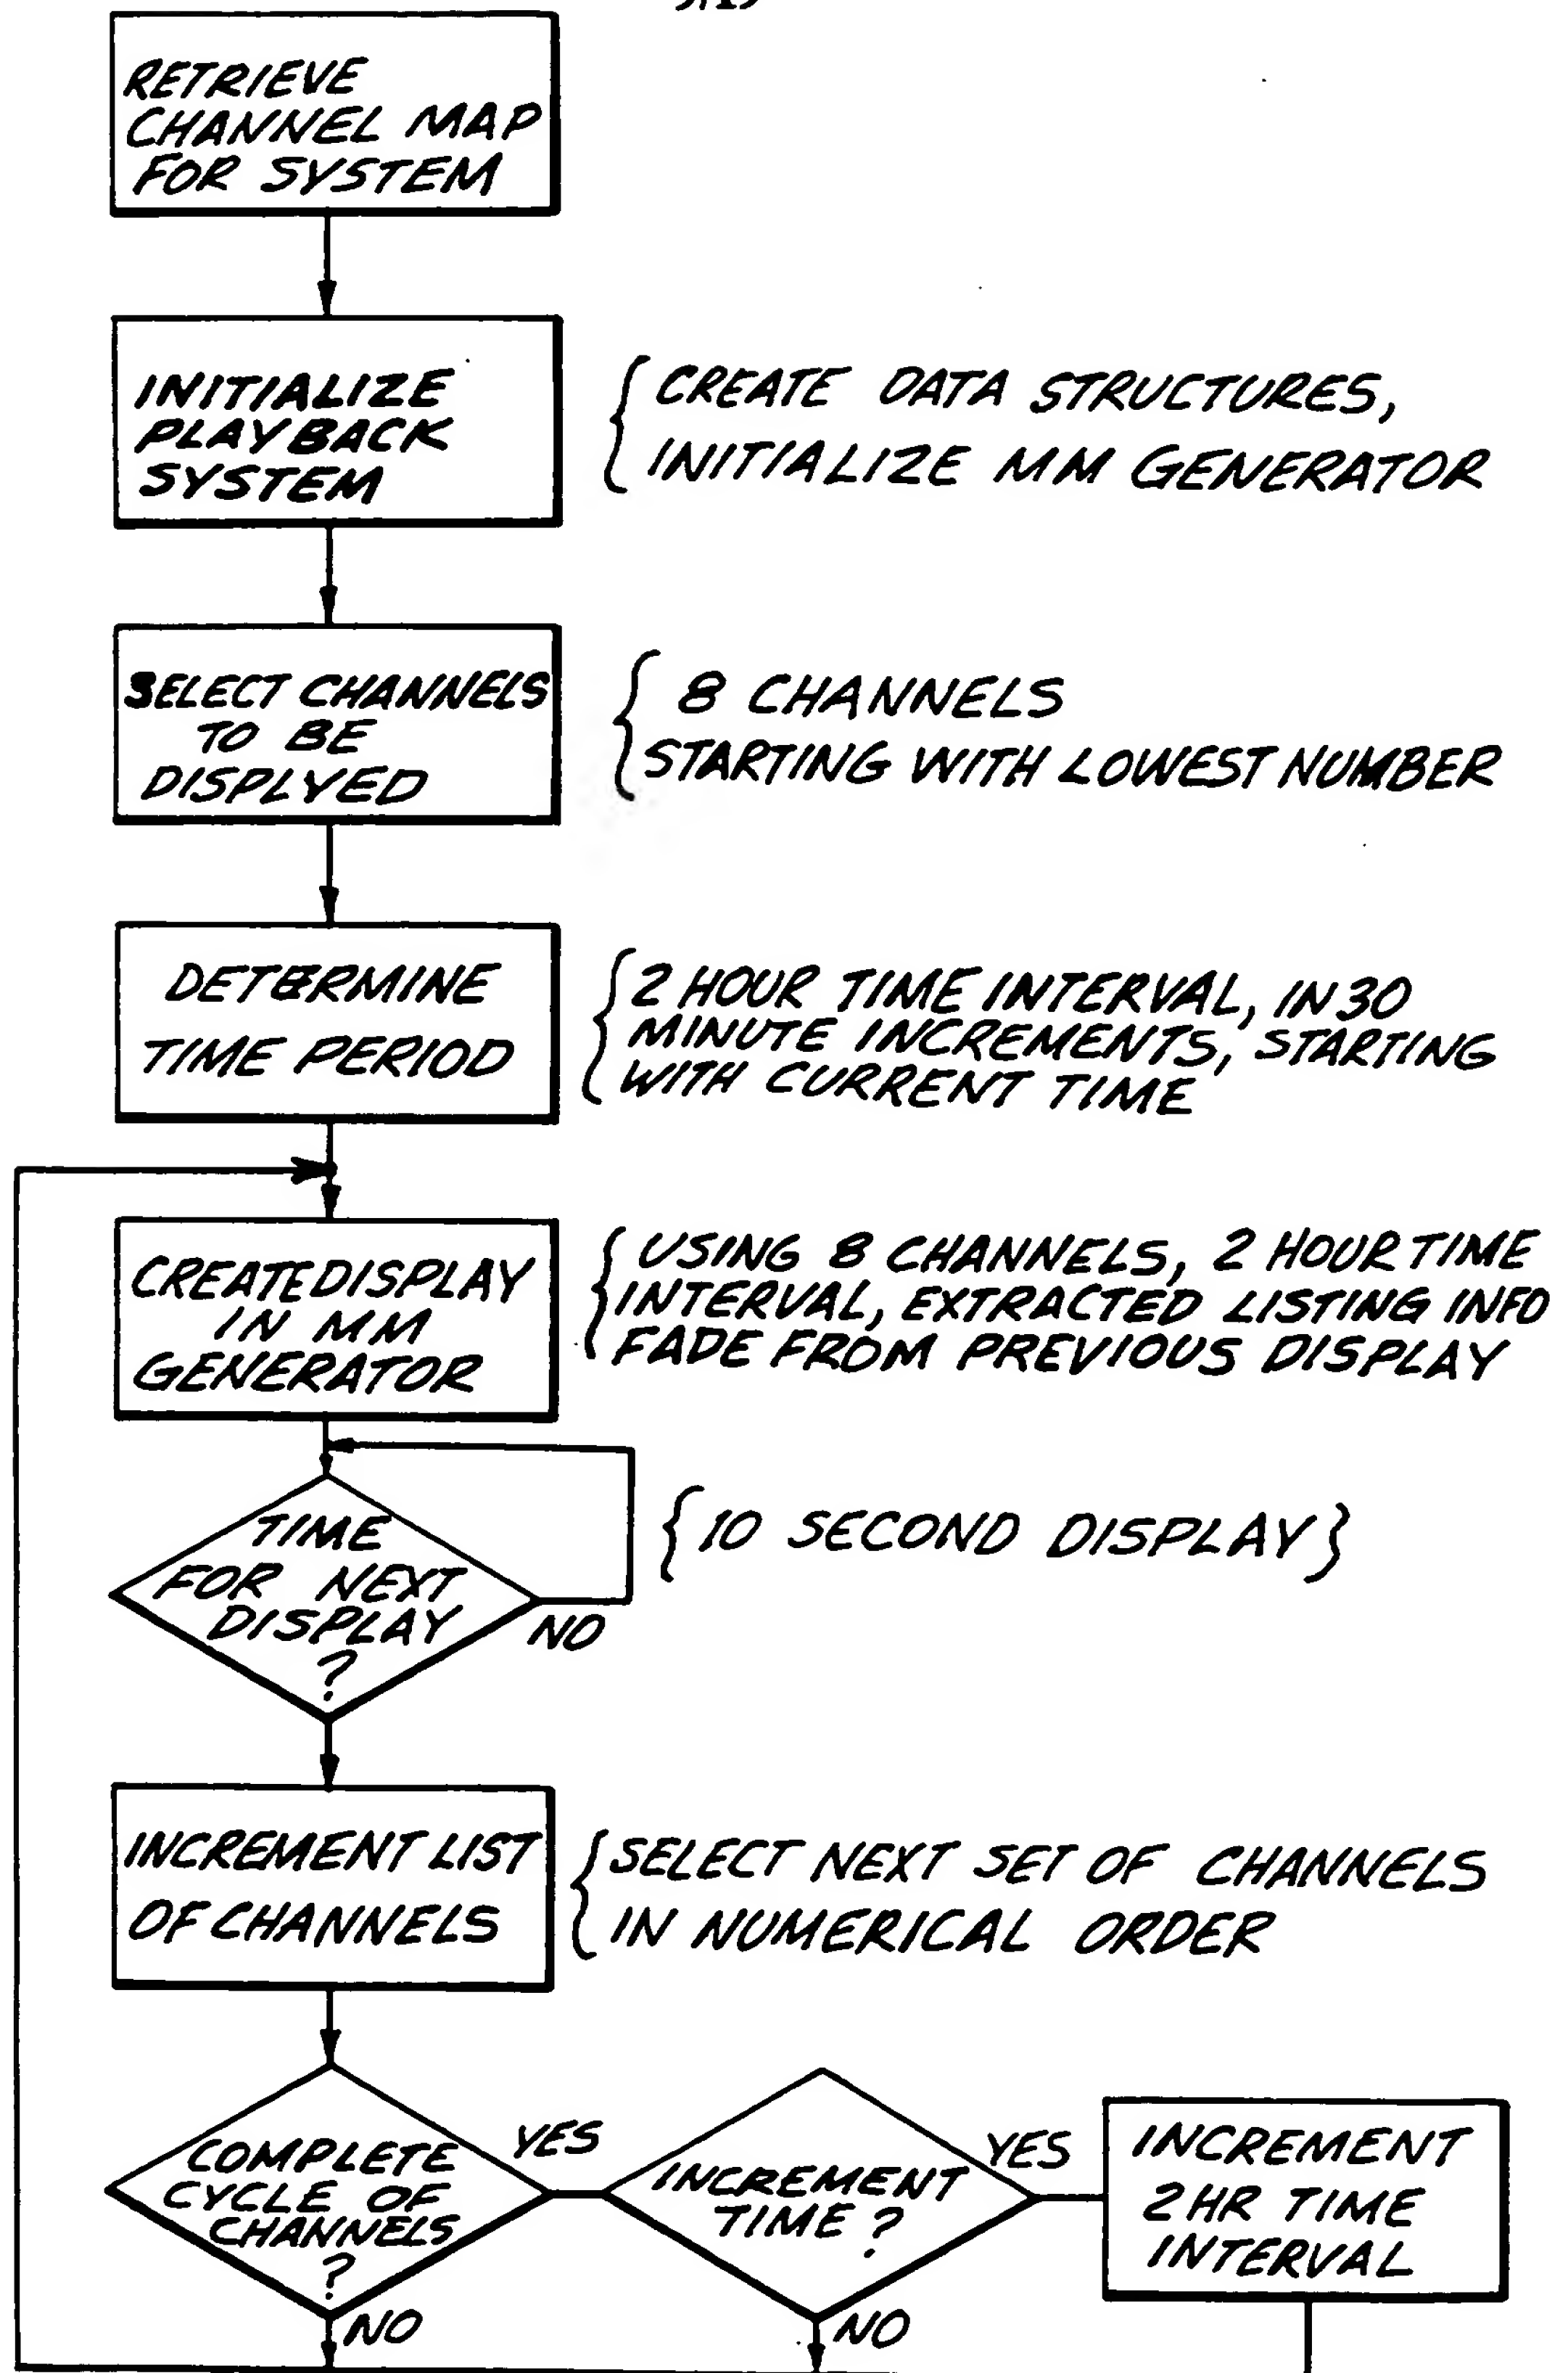 RETRIEVE
CHANNEL MAP
FOR SYSTEM
INITIALIZE
PLAYBACK
SYSTEM
{ CREATE DATA STRUCTURES,
INITIALIZE MM GENERATOR
SELECT CHANNELS
TO BE
DISPLYED
{ 8 CHANNELS
STARTING WITH LOWEST NUMBER
DETERMINE
TIME PERIOD
{ 2 HOUR TIME INTERVAL, IN 30
MINUTE INCREMENTS, STARTING
WITH CURRENT TIME
CREATE DISPLAY
IN MM
GENERATOR
{ USING 8 CHANNELS, 2 HOUR TIME
INTERVAL, EXTRACTED LISTING INFO
FADE FROM PREVIOUS DISPLAY
TIME
FOR NEXT
DISPLAY
?
NO
{ 10 SECOND DISPLAY }
INCREMENT LIST
OF CHANNELS
{ SELECT NEXT SET OF CHANNELS
IN NUMERICAL ORDER
COMPLETE
CYCLE OF
CHANNELS
?
YES
NO
INCREMENT
TIME ?
YES
NO
INCREMENT
2 HR TIME
INTERVAL